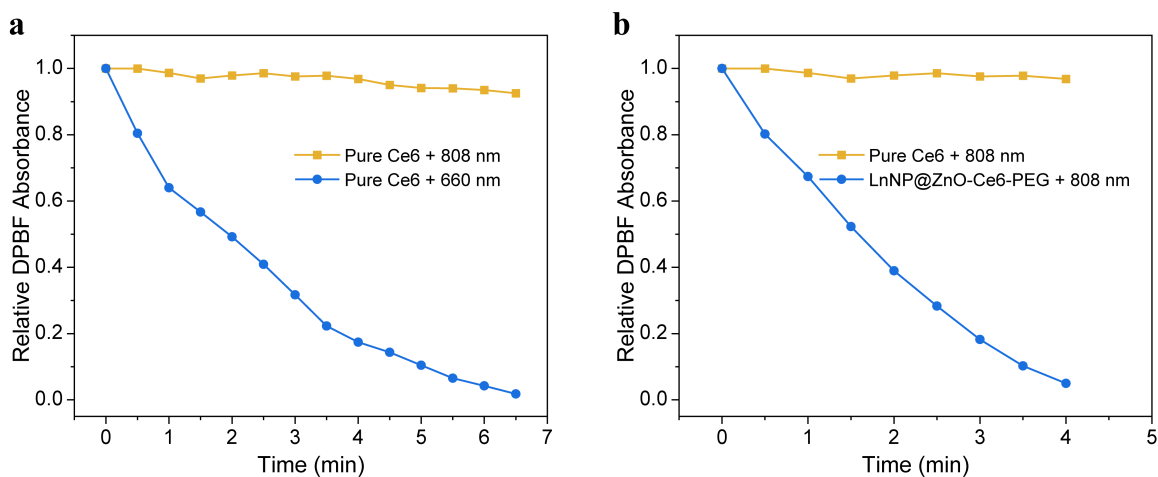 a
Relative DPBF Absorbance
1.0
0.8
0.6
0.4
0.2
0.0
Pure Ce6 + 808 nm
Pure Ce6 + 660 nm
0 1 2 3 4 5 6 7
Time (min)
b
Relative DPBF Absorbance
1.0
0.8
0.6
0.4
0.2
0.0
Pure Ce6 + 808 nm
LnNP@ZnO-Ce6-PEG + 808 nm
0 1 2 3 4 5
Time (min)